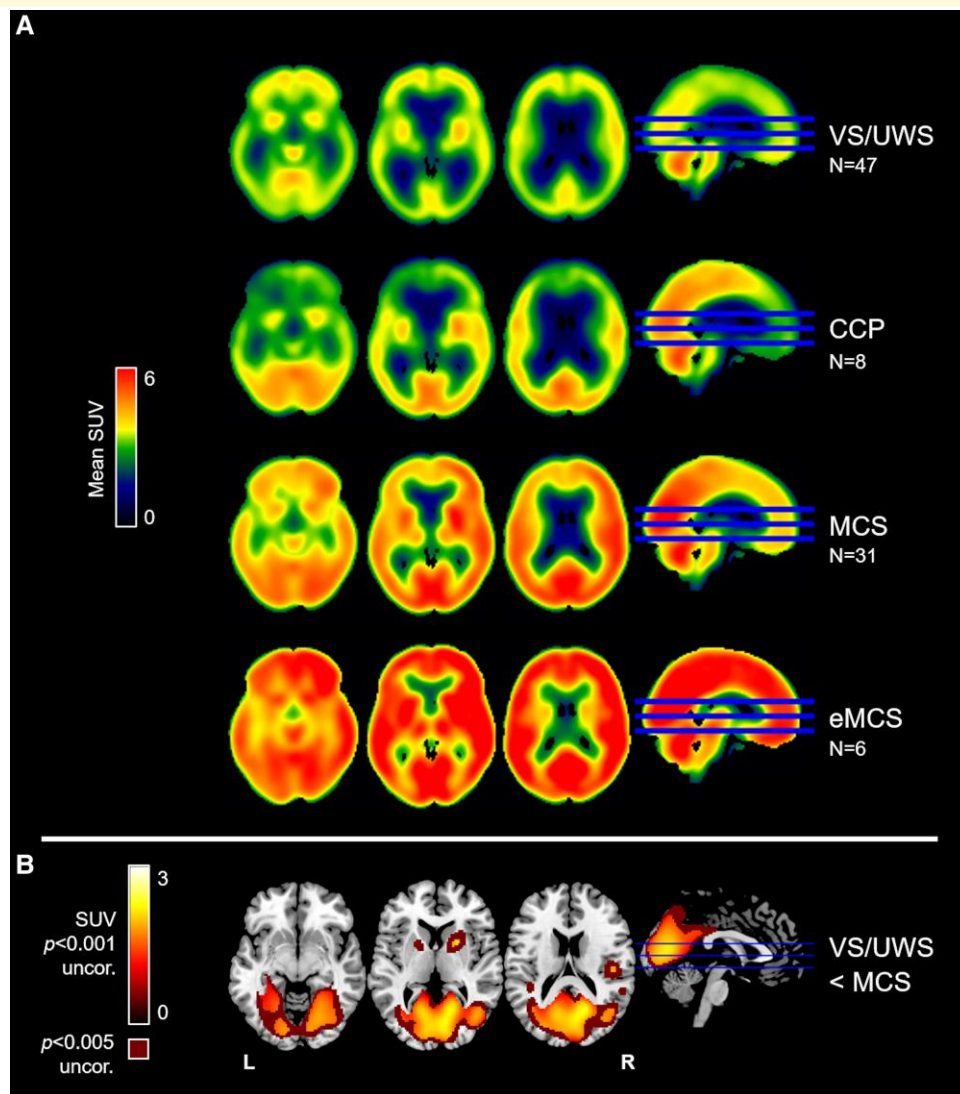 A
VS/UWS
N=47
CCP
N=8
Mean SUV
6
0
MCS
N=31
eMCS
N=6
B
SUV
p<0.001
uncor.
3
0
p<0.005
uncor.
VS/UWS
< MCS
L
R